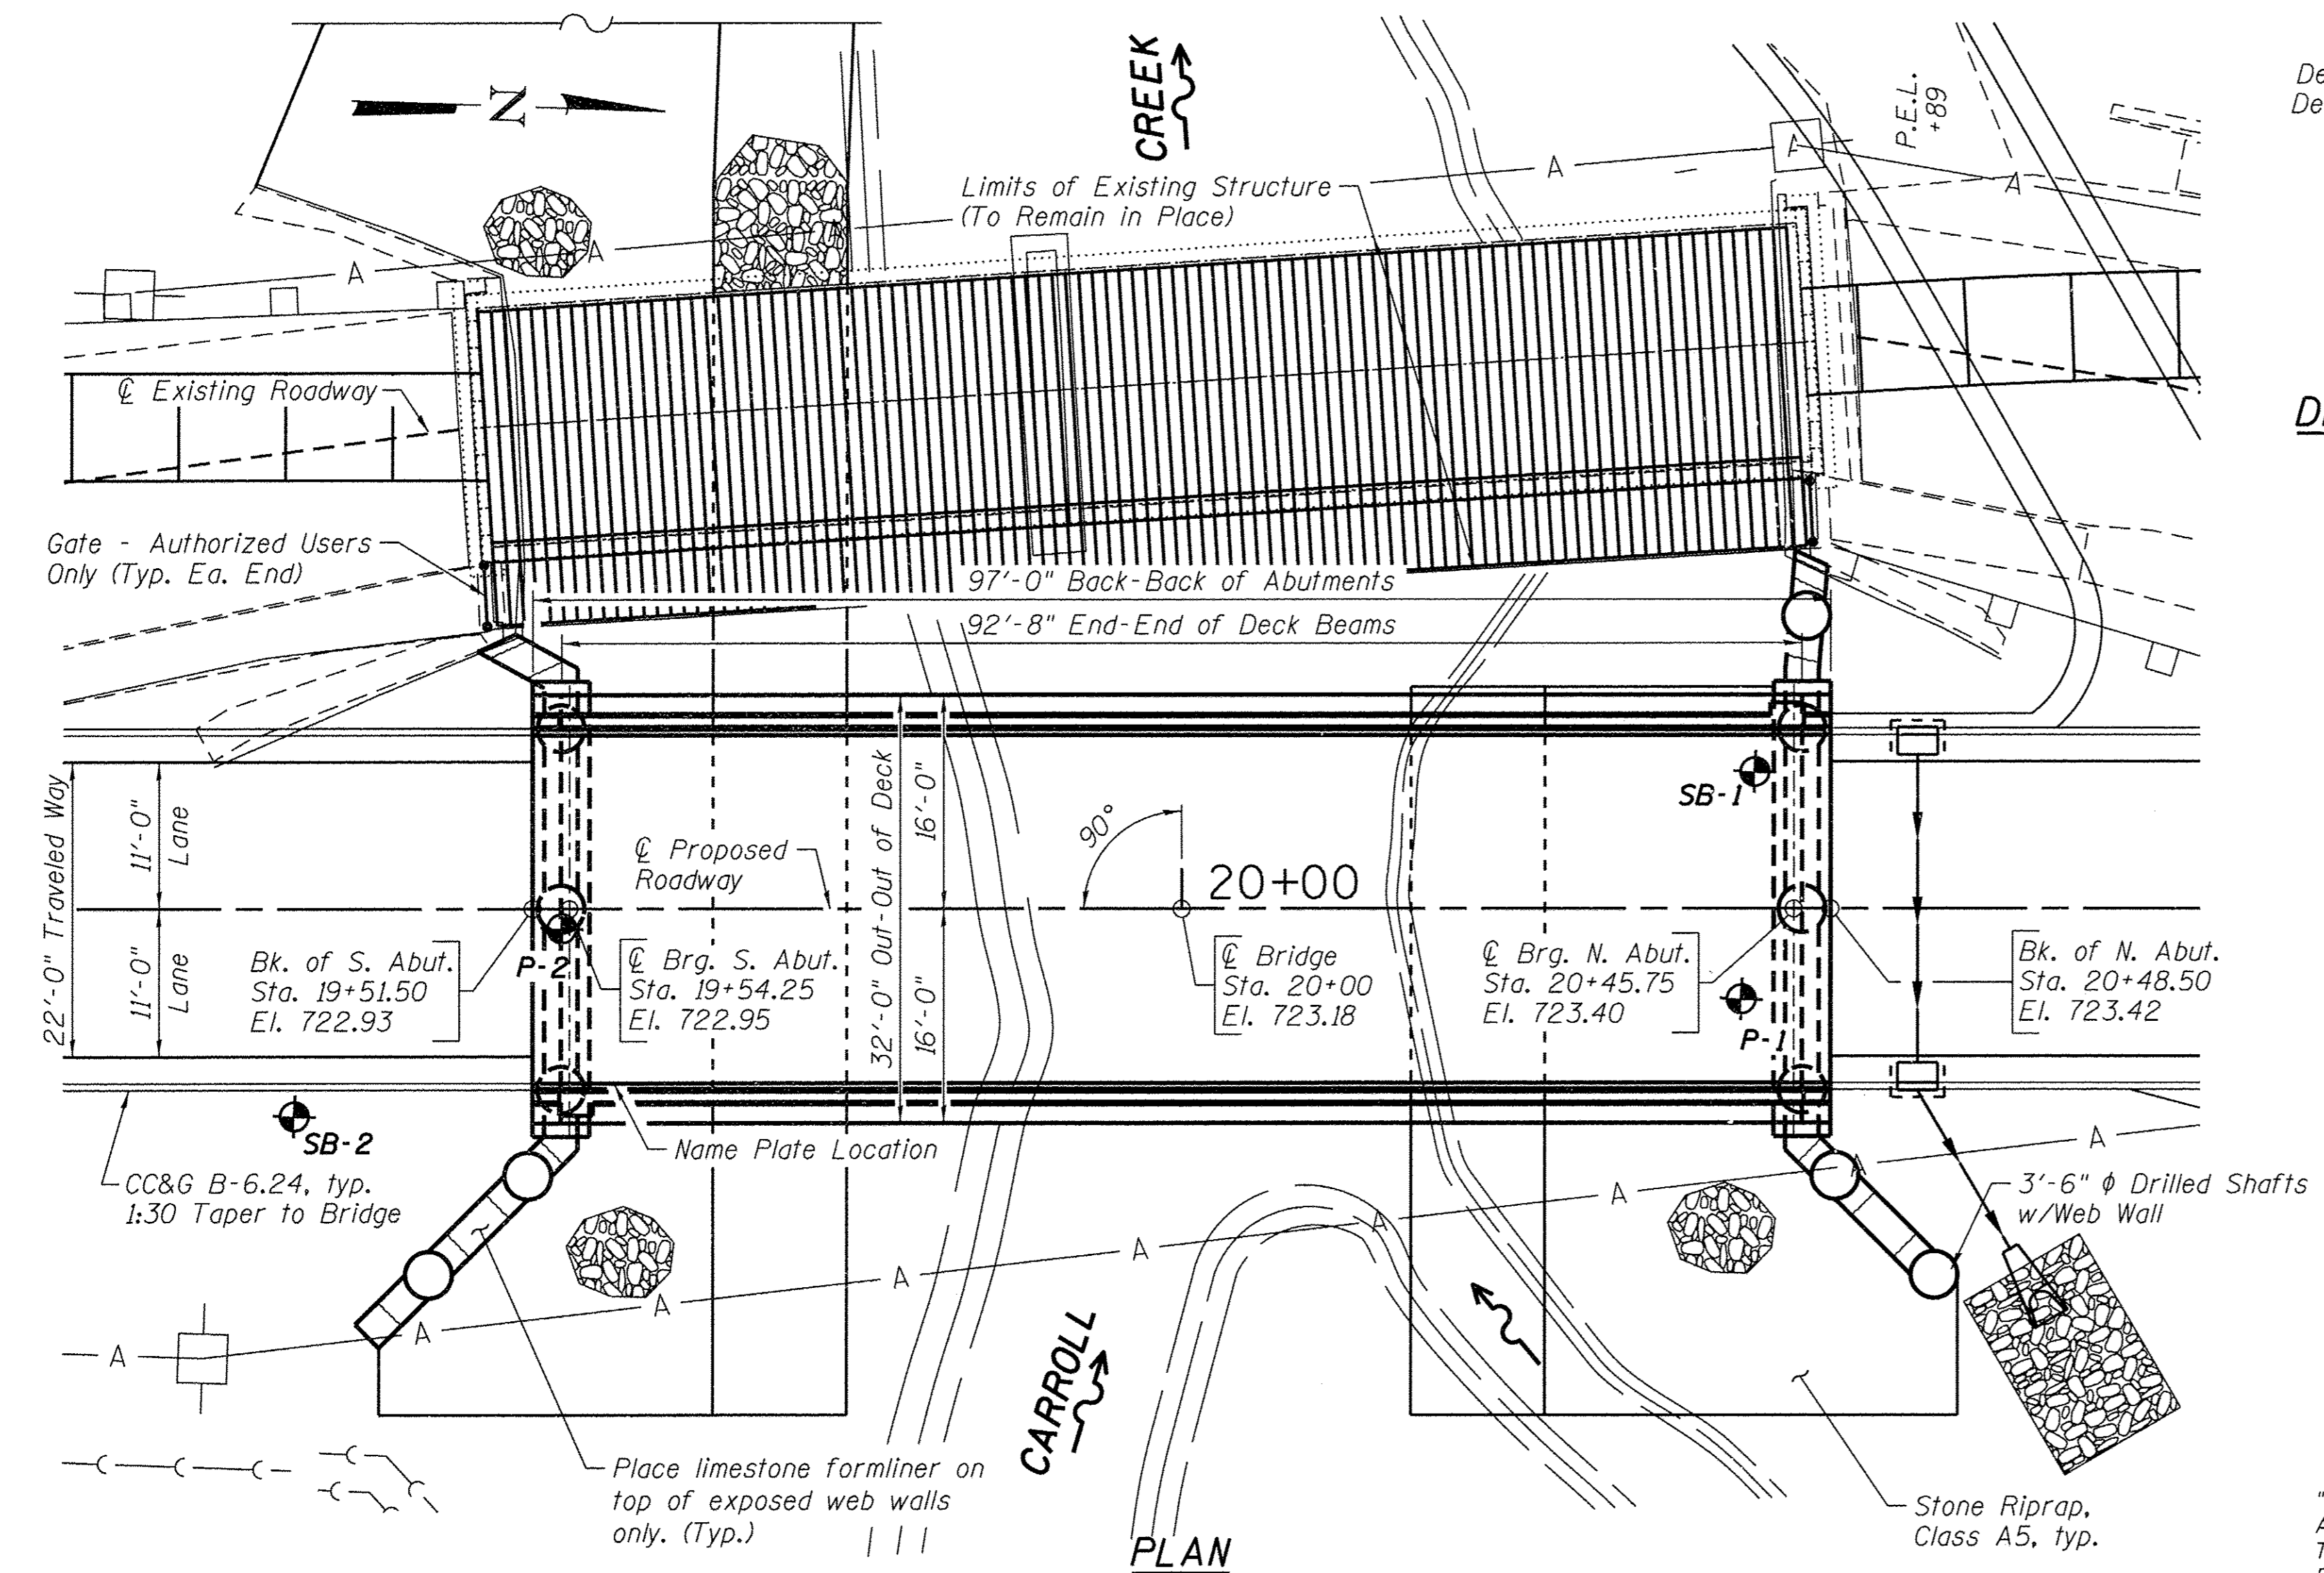 N
CREEK
P.E.L.
+89
De
De
A
A
A
A
A
A
Limits of Existing Structure
(To Remain in Place)
℄ Existing Roadway
D
Gate - Authorized Users
Only (Typ. Ea. End)
97'-0" Back-Back of Abutments
92'-8" End-End of Deck Beams
22'-0" Traveled Way
11'-0"
Lane
11'-0"
Lane
℄ Proposed
Roadway
32'-0" Out-Out of Deck
16'-0"
16'-0"
90°
20+00
SB-1
P-2
P-1
Bk. of S. Abut.
Sta. 19+51.50
El. 722.93
℄ Brg. S. Abut.
Sta. 19+54.25
El. 722.95
℄ Bridge
Sta. 20+00
El. 723.18
℄ Brg. N. Abut.
Sta. 20+45.75
El. 723.40
Bk. of N. Abut.
Sta. 20+48.50
El. 723.42
SB-2
Name Plate Location
CC&G B-6.24, typ.
1:30 Taper to Bridge
3'-6" ϕ Drilled Shafts
w/Web Wall
A
A
A
A
A
A
A
A
A
CARROLL
Place limestone formliner on
top of exposed web walls
only. (Typ.)
Stone Riprap,
Class A5, typ.
PLAN